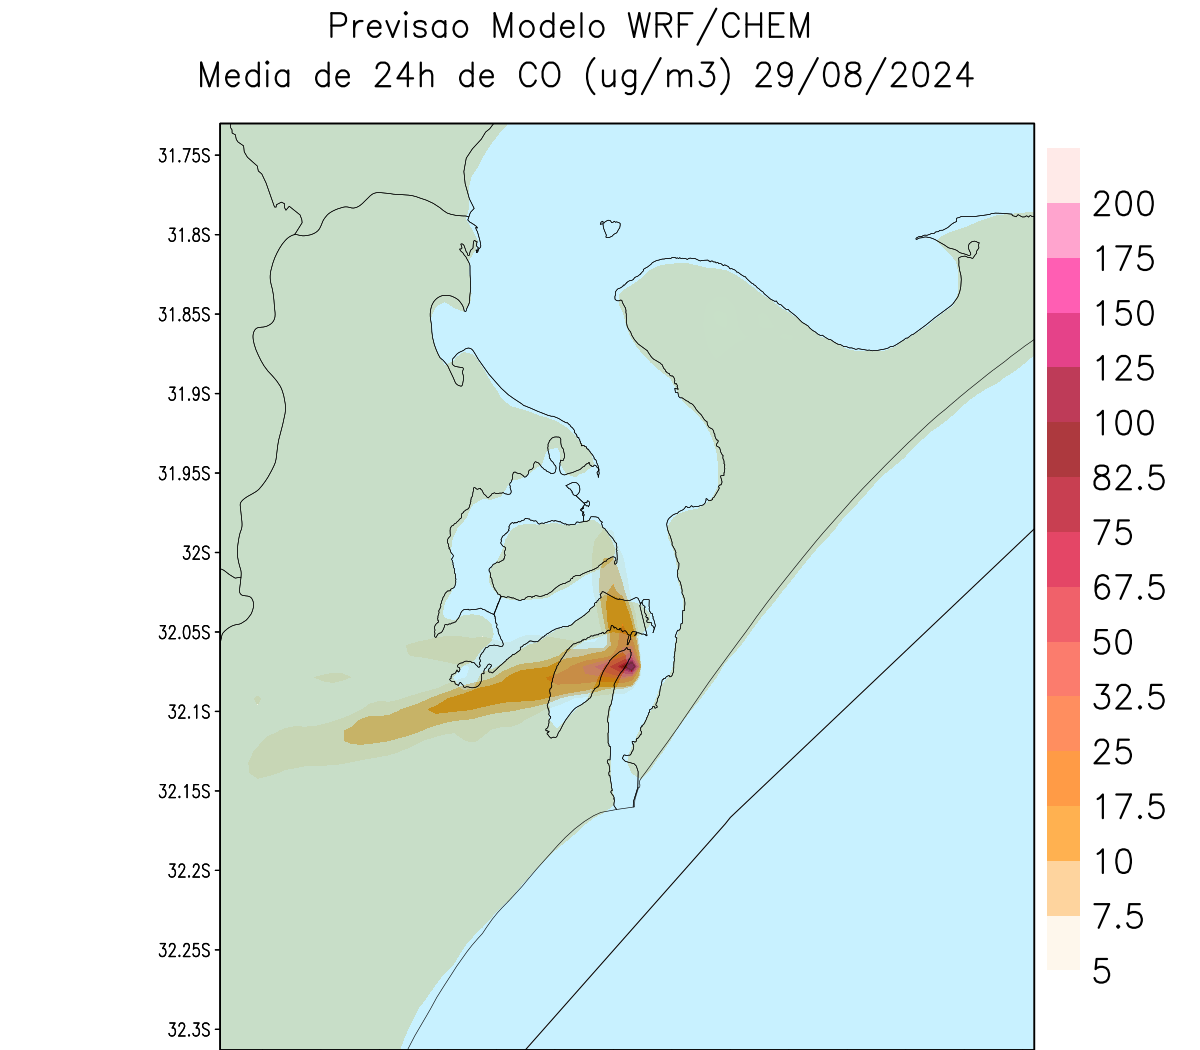 Previsao Modelo WRF/CHEM
Media de 24h de CO (ug/m3) 29/08/2024
31.75S
31.8S
31.85S
31.9S
31.95S
32S
32.05S
32.1S
32.15S
32.2S
32.25S
32.3S
200
175
150
125
100
82.5
75
67.5
50
32.5
25
17.5
10
7.5
5